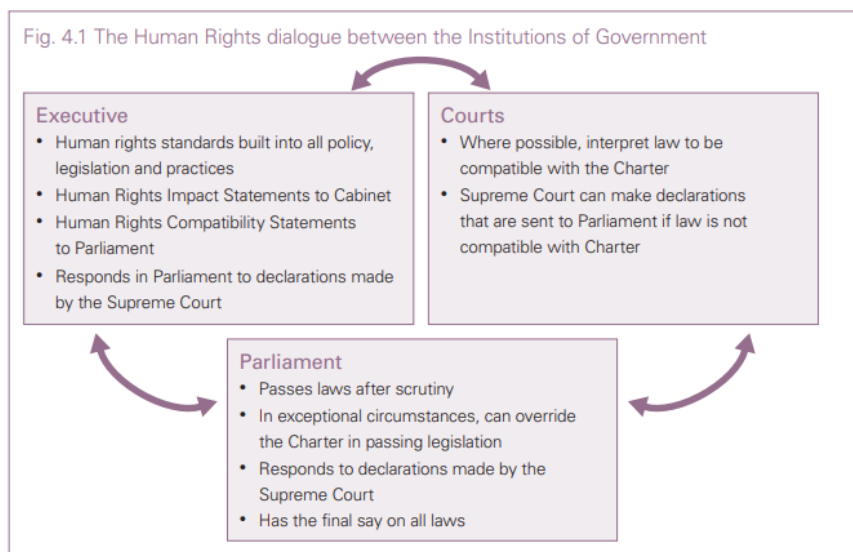 Fig. 4.1 The Human Rights dialogue between the Institutions of Government
Executive
• Human rights standards built into all policy,
legislation and practices
• Human Rights Impact Statements to Cabinet
• Human Rights Compatibility Statements
to Parliament
• Responds in Parliament to declarations made
by the Supreme Court
Courts
• Where possible, interpret law to be
compatible with the Charter
• Supreme Court can make declarations
that are sent to Parliament if law is not
compatible with Charter
Parliament
• Passes laws after scrutiny
• In exceptional circumstances, can override
the Charter in passing legislation
• Responds to declarations made by the
Supreme Court
• Has the final say on all laws